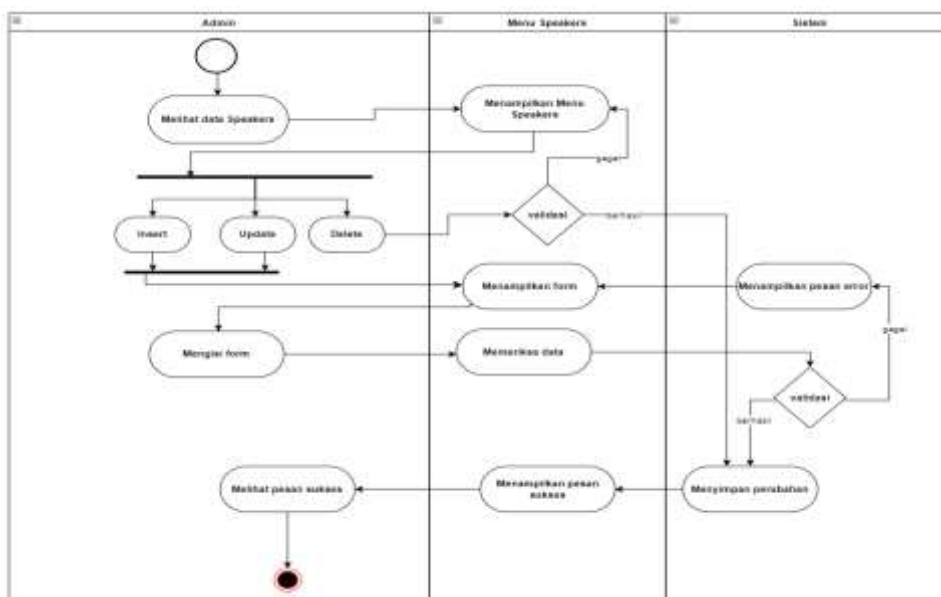 Admin
Menu Speakers
Sistem
Melihat data Speakers
Menampilkan Menu
Speakers
gagal
validasi
berhasil
Insert
Update
Delete
Menampilkan form
Menampilkan pesan error
gagal
Mengisi form
Memeriksa data
validasi
berhasil
Melihat pesan sukses
Menampilkan pesan
sukses
Menyimpan perubahan